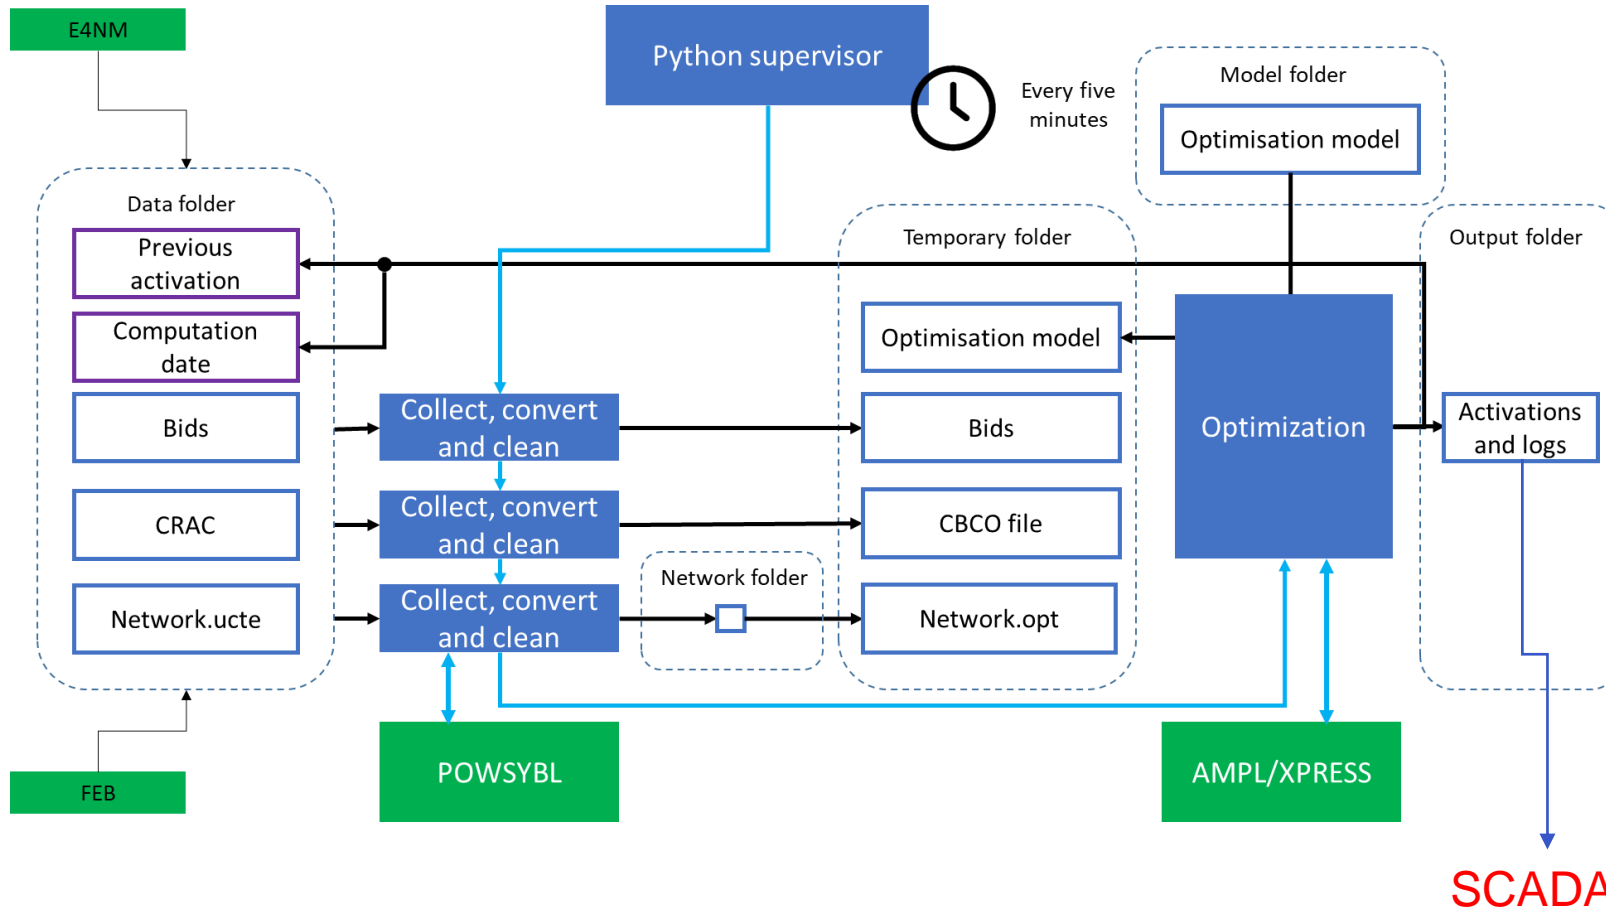 E4NM
Python supervisor
Every five
minutes
Model folder
Optimisation model
Data folder
Previous
activation
Computation
date
Bids
CRAC
Network.ucte
Collect, convert
and clean
Collect, convert
and clean
Collect, convert
and clean
Network folder
Temporary folder
Optimisation model
Bids
CBCO file
Network.opt
Optimization
Output folder
Activations
and logs
FEB
POWSYBL
AMPL/XPRESS
SCADA